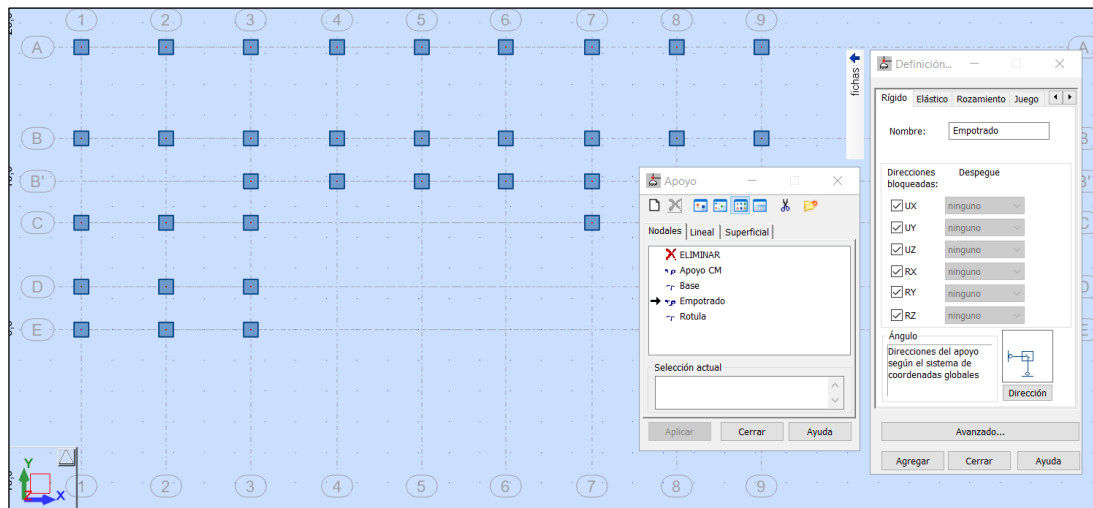 1 2 3 4 5 6 7 8 9
A A
fichas
Definición...
Rígido Elástico Rozamiento Juego
Nombre: Empotrado
B B
Direcciones bloqueadas: Despegue
UX ninguno
UY ninguno
UZ ninguno
RX ninguno
RY ninguno
RZ ninguno
Ángulo
Direcciones del apoyo
según el sistema de
coordenadas globales
Dirección
Avanzado...
Agregar Cerrar Ayuda
B' B'
Apoyo
Nodales Lineal Superficial
ELIMINAR
Apoyo CM
Base
Empotrado
Rotula
Selección actual
Aplicar Cerrar Ayuda
C C
D D
E E
Y
Z X
1 2 3 4 5 6 7 8 9